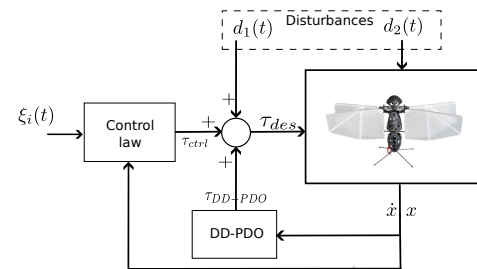 Disturbances
d₁(t)
d₂(t)
ξᵢ(t)
Control
law
+
τ_ctrl
+
τ_des
+
τ_DD−PDO
DD-PDO
ẋ, x